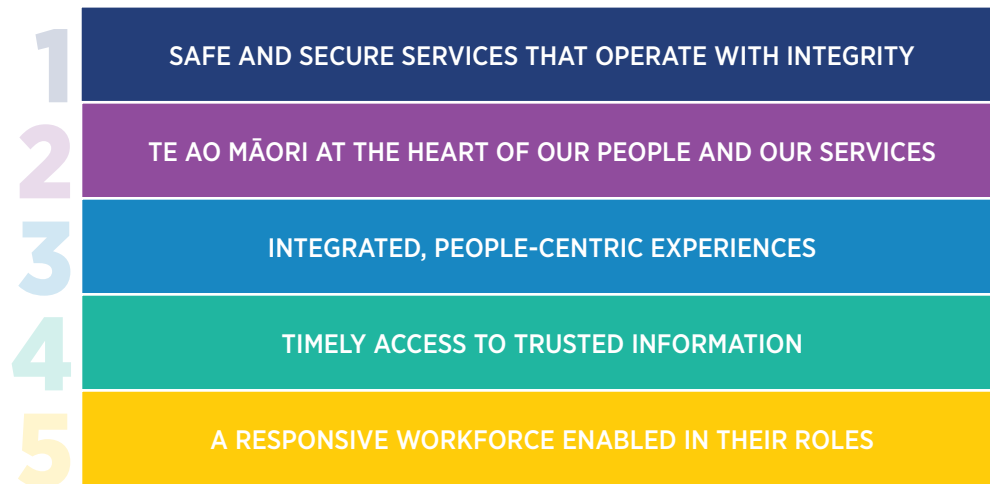 1 SAFE AND SECURE SERVICES THAT OPERATE WITH INTEGRITY
2 TE AO MĀORI AT THE HEART OF OUR PEOPLE AND OUR SERVICES
3 INTEGRATED, PEOPLE-CENTRIC EXPERIENCES
4 TIMELY ACCESS TO TRUSTED INFORMATION
5 A RESPONSIVE WORKFORCE ENABLED IN THEIR ROLES